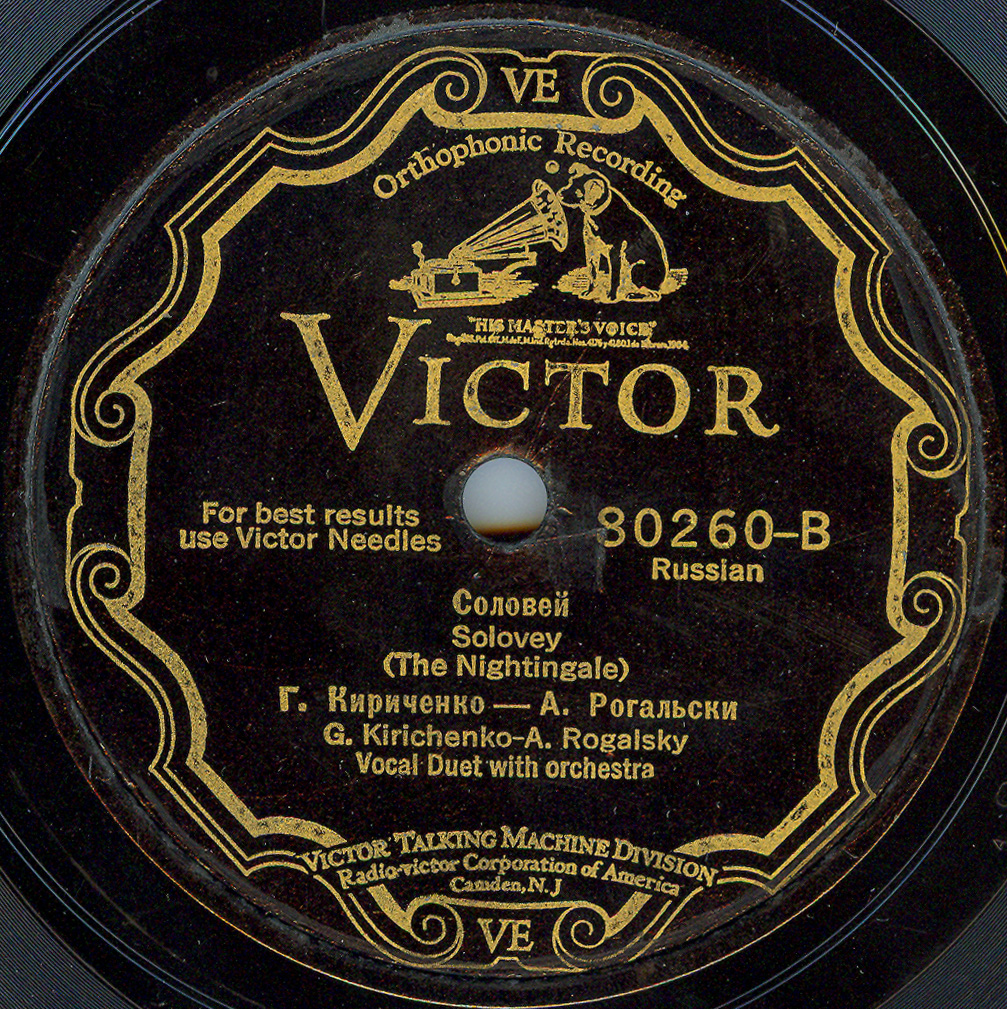 VE
Orthophonic Recording
"HIS MASTER'S VOICE"
VICTOR
For best results
use Victor Needles
80260-B
Russian
Соловей
Solovey
(The Nightingale)
Г. Кириченко — А. Рогальски
G. Kirichenko-A. Rogalsky
Vocal Duet with orchestra
VICTOR TALKING MACHINE DIVISION
Radio-Victor Corporation of America
Camden, N. J
VE